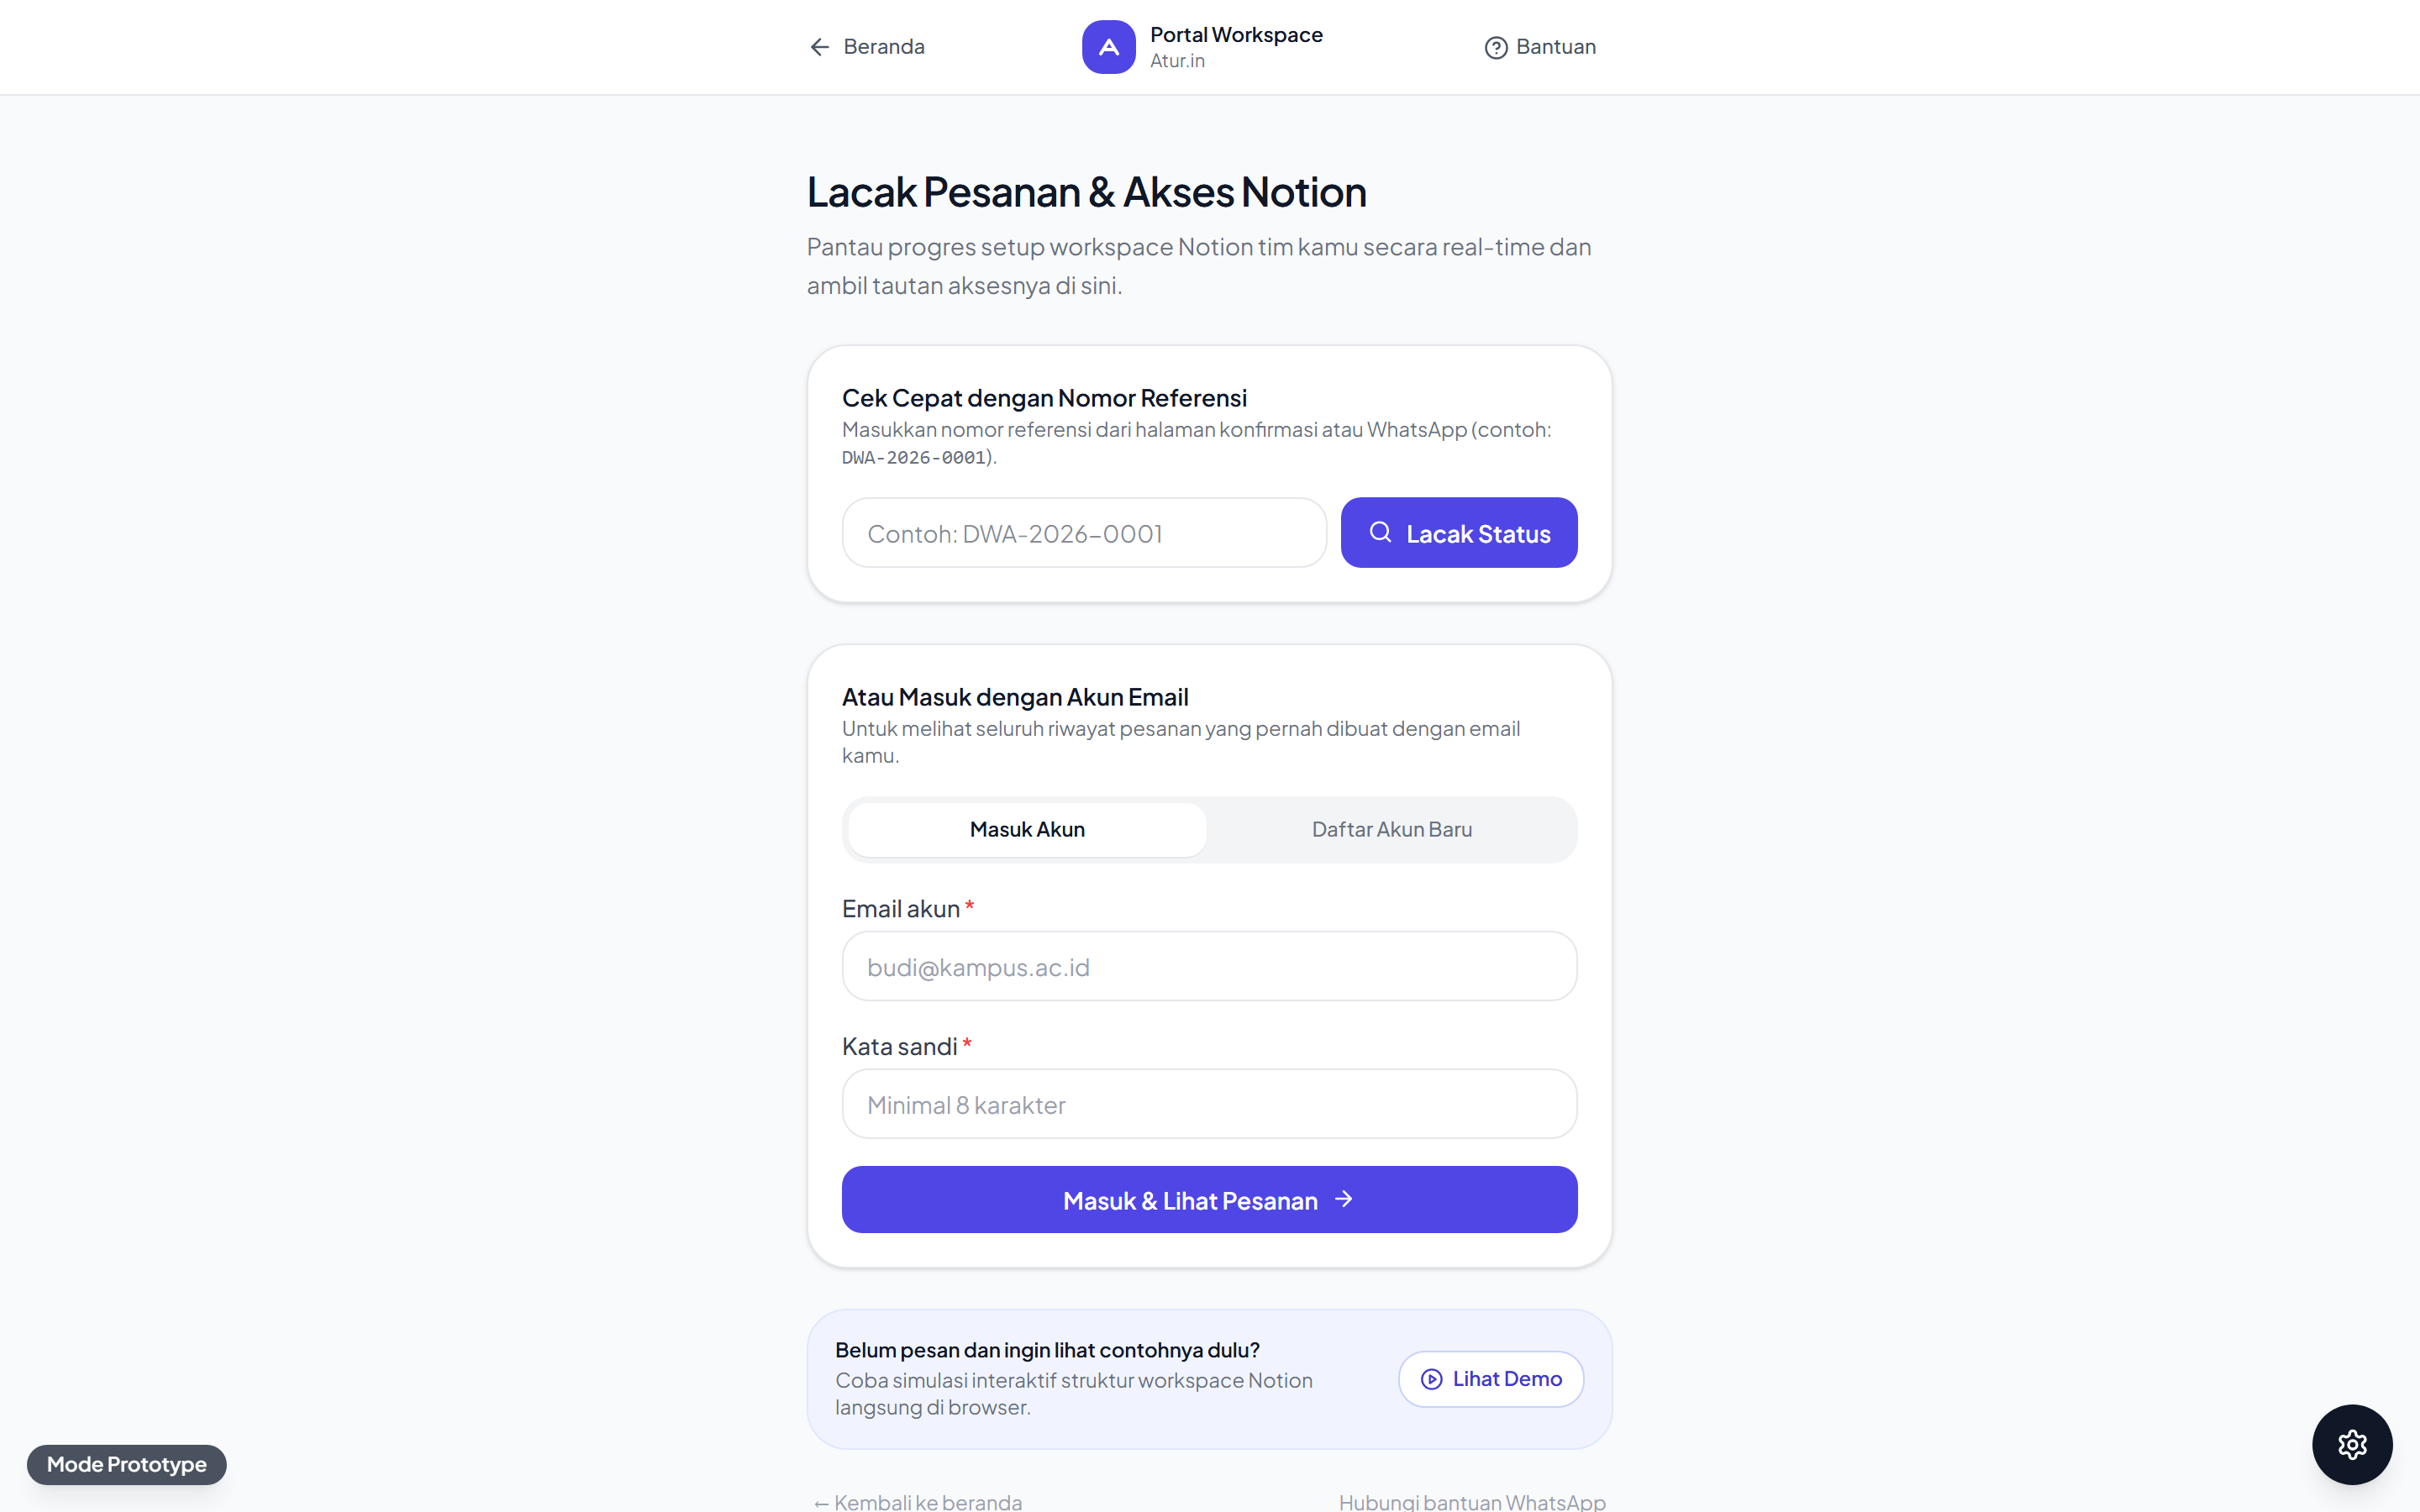 Beranda
Portal Workspace
Atur.in
Bantuan
Lacak Pesanan & Akses Notion
Pantau progres setup workspace Notion tim kamu secara real-time dan
ambil tautan aksesnya di sini.
Cek Cepat dengan Nomor Referensi
Masukkan nomor referensi dari halaman konfirmasi atau WhatsApp (contoh:
DWA-2026-0001).
Contoh: DWA-2026-0001
Lacak Status
Atau Masuk dengan Akun Email
Untuk melihat seluruh riwayat pesanan yang pernah dibuat dengan email
kamu.
Masuk Akun
Daftar Akun Baru
Email akun *
budi@kampus.ac.id
Kata sandi *
Minimal 8 karakter
Masuk & Lihat Pesanan →
Belum pesan dan ingin lihat contohnya dulu?
Coba simulasi interaktif struktur workspace Notion
langsung di browser.
Lihat Demo
Mode Prototype
← Kembali ke beranda
Hubungi bantuan WhatsApp